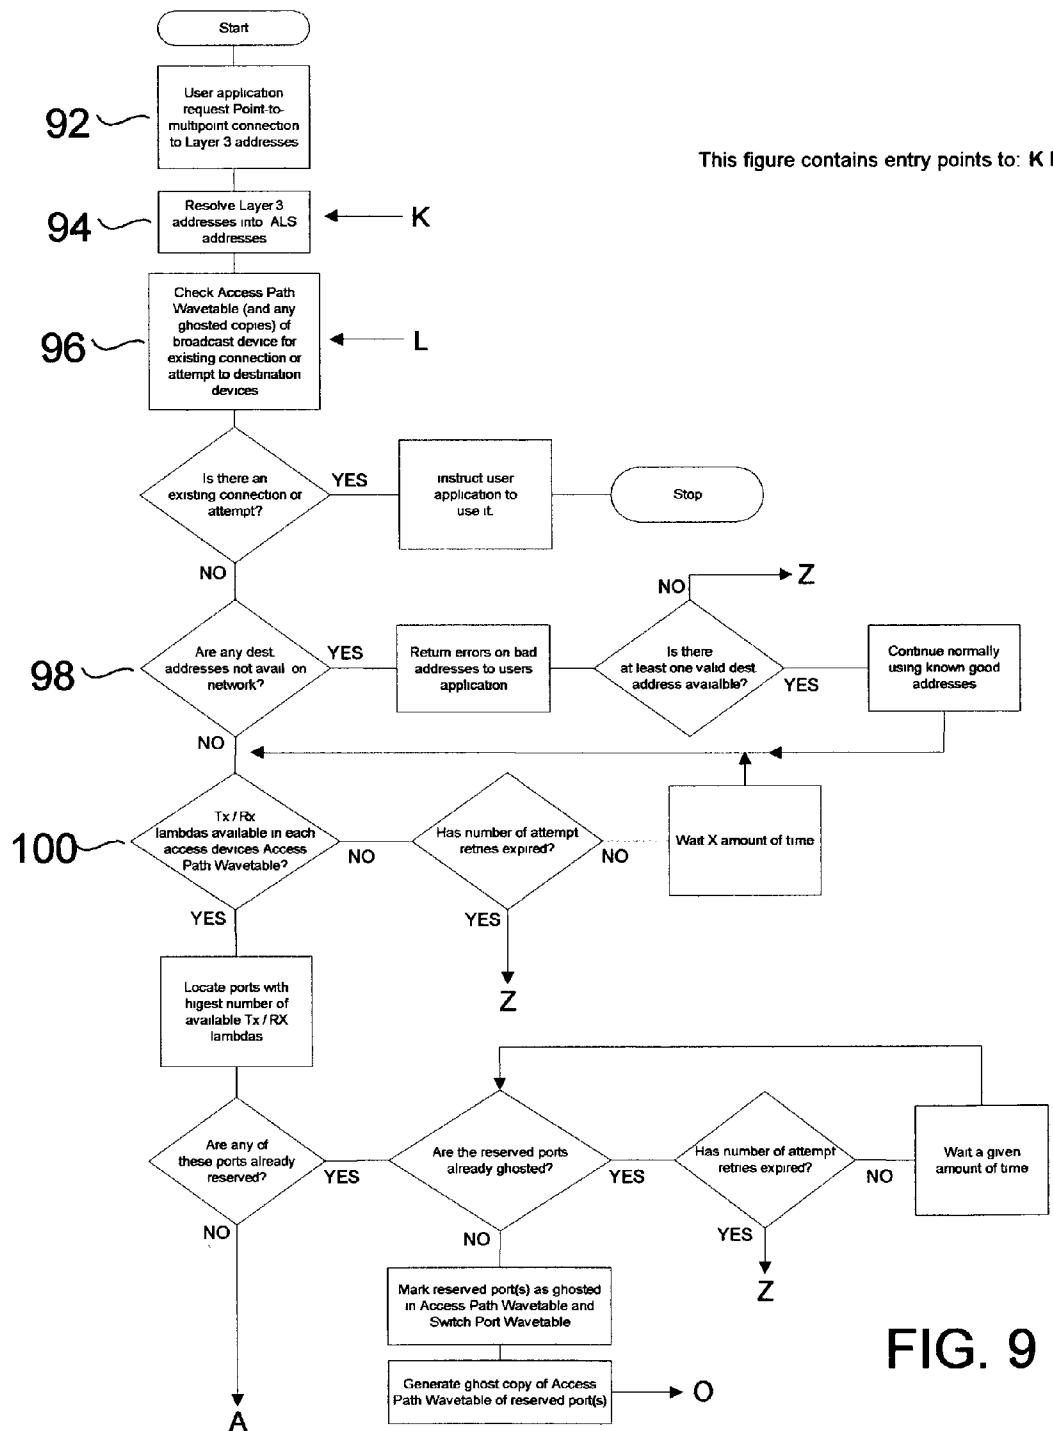 Start
92
User application
request Point-to-
multipoint connection
to Layer 3 addresses
This figure contains entry points to: K
94
Resolve Layer 3
addresses into ALS
addresses
K
96
Check Access Path
Wavetable (and any
ghosted copies) of
broadcast device for
existing connection or
attempt to destination
devices
L
Is there an
existing connection or
attempt?
YES
instruct user
application to
use it.
Stop
NO
98
Are any dest.
addresses not avail on
network?
YES
Return errors on bad
addresses to users
application
Is there
at least one valid dest
address availalble?
NO
Z
YES
Continue normally
using known good
addresses
NO
100
Tx / Rx
lambdas available in each
access devices Access
Path Wavetable?
NO
Has number of attempt
retries expired?
NO
Wait X amount of time
YES
YES
Z
Locate ports with
higest number of
available Tx / RX
lambdas
Are any of
these ports already
reserved?
YES
Are the reserved ports
already ghosted?
YES
Has number of attempt
retries expired?
NO
Wait a given
amount of time
NO
NO
YES
Z
Mark reserved port(s) as ghosted
in Access Path Wavetable and
Switch Port Wavetable
Generate ghost copy of Access
Path Wavetable of reserved port(s)
O
A
FIG. 9